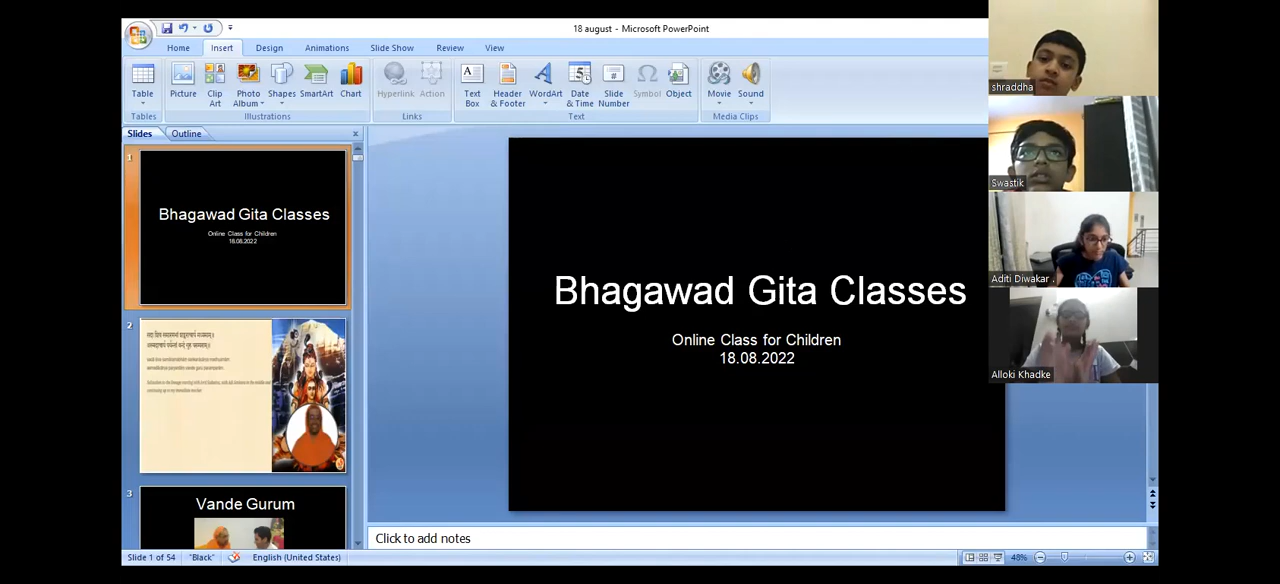 18 august - Microsoft PowerPoint
Home Insert Design Animations Slide Show Review View
Table Picture Clip Art Photo Album Shapes SmartArt Chart Hyperlink Action Text Box Header & Footer WordArt Date & Time Slide Number Symbol Object Movie Sound
Tables Illustrations Links Text Media Clips
Slides Outline
1
Bhagawad Gita Classes
Online Class for Children
18.08.2022
2
3
Vande Gurum
Bhagawad Gita Classes
Online Class for Children
18.08.2022
Click to add notes
Slide 1 of 54 "Black" English (United States) 48%
shraddha
Swastik
Aditi Diwakar .
Alloki Khadke